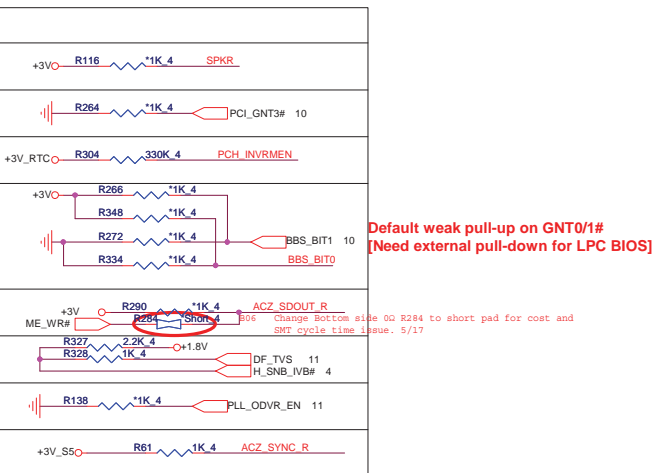 +3V R116 *1K_4 SPKR
R264 *1K_4 PCI_GNT3# 10
+3V_RTC R304 330K_4 PCH_INVRMEN
+3V R266 *1K_4
R348 *1K_4
Default weak pull-up on GNT0/1#
R272 *1K_4 BBS_BIT1 10
[Need external pull-down for LPC BIOS]
R334 *1K_4 BBS_BIT0
+3V R290 *1K_4 ACZ_SDOUT_R
ME_WR# R284 *Short_4 B06 Change Bottom side 0Ω R284 to short pad for cost and
SMT cycle time issue. 5/17
R327 2.2K_4 +1.8V
R328 1K_4 DF_TVS 11
H_SNB_IVB# 4
R138 *1K_4 PLL_ODVR_EN 11
+3V_S5 R61 1K_4 ACZ_SYNC_R